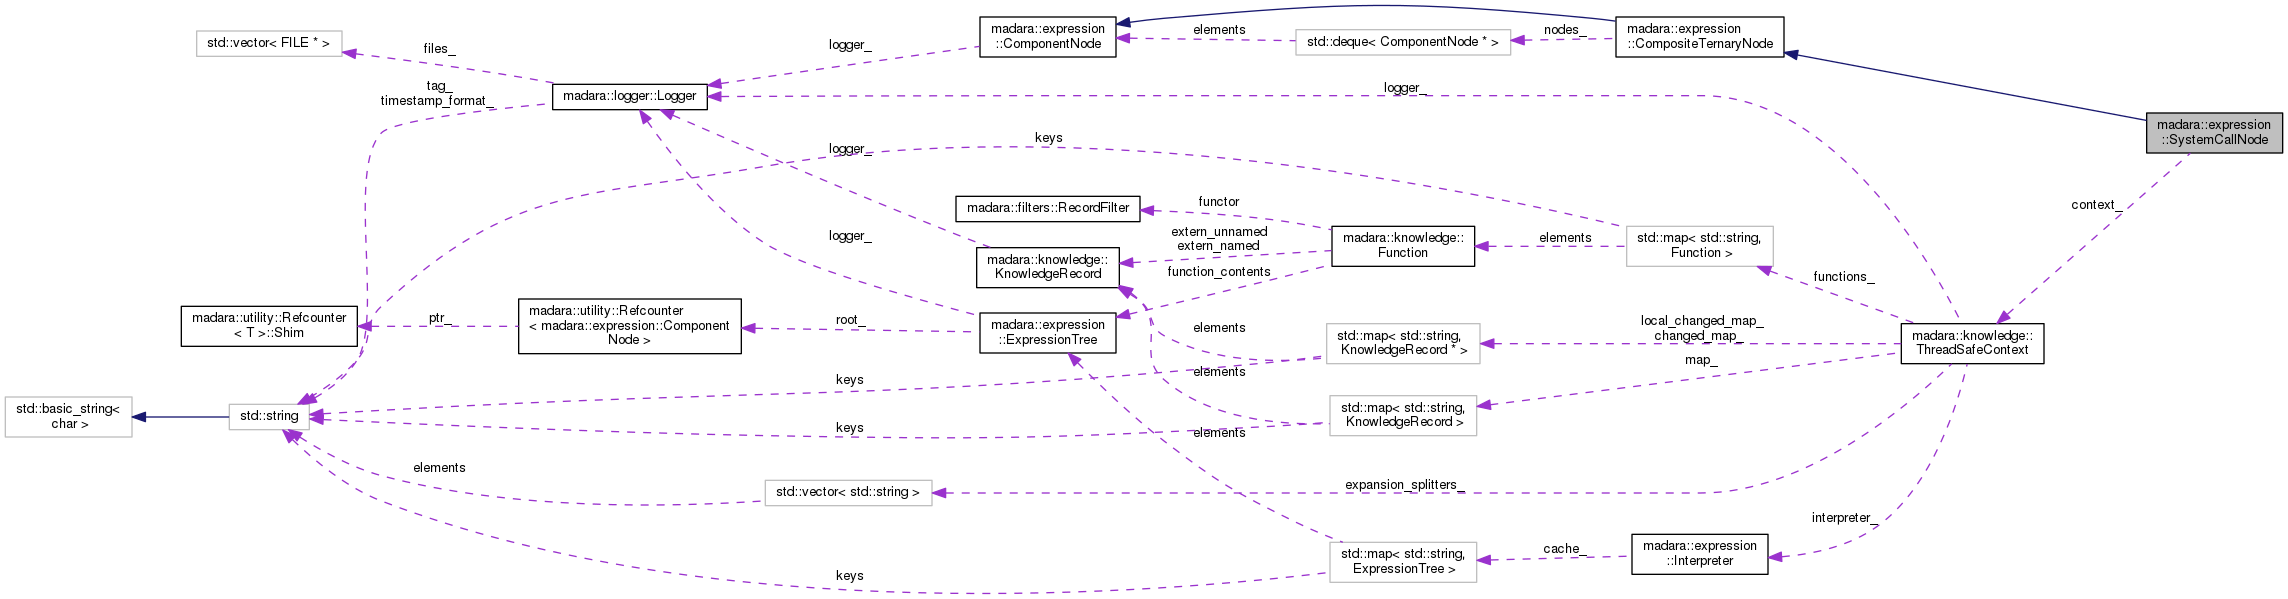 std::vector< FILE * >
files_
tag_
timestamp_format_
madara::logger::Logger
logger_
madara::expression
::ComponentNode
elements
std::deque< ComponentNode * >
nodes_
madara::expression
::CompositeTernaryNode
logger_
madara::expression
::SystemCallNode
keys
logger_
context_
madara::filters::RecordFilter
functor
extern_unnamed
extern_named
function_contents
madara::knowledge::
Function
elements
std::map< std::string,
Function >
functions_
logger_
madara::knowledge::
KnowledgeRecord
madara::utility::Refcounter
< T >::Shim
ptr_
madara::utility::Refcounter
< madara::expression::Component
Node >
root_
madara::expression
::ExpressionTree
elements
std::map< std::string,
KnowledgeRecord * >
local_changed_map_
changed_map_
madara::knowledge::
ThreadSafeContext
map_
keys
elements
std::map< std::string,
KnowledgeRecord >
std::basic_string<
char >
std::string
keys
elements
elements
std::vector< std::string >
expansion_splitters_
interpreter_
std::map< std::string,
ExpressionTree >
cache_
madara::expression
::Interpreter
keys